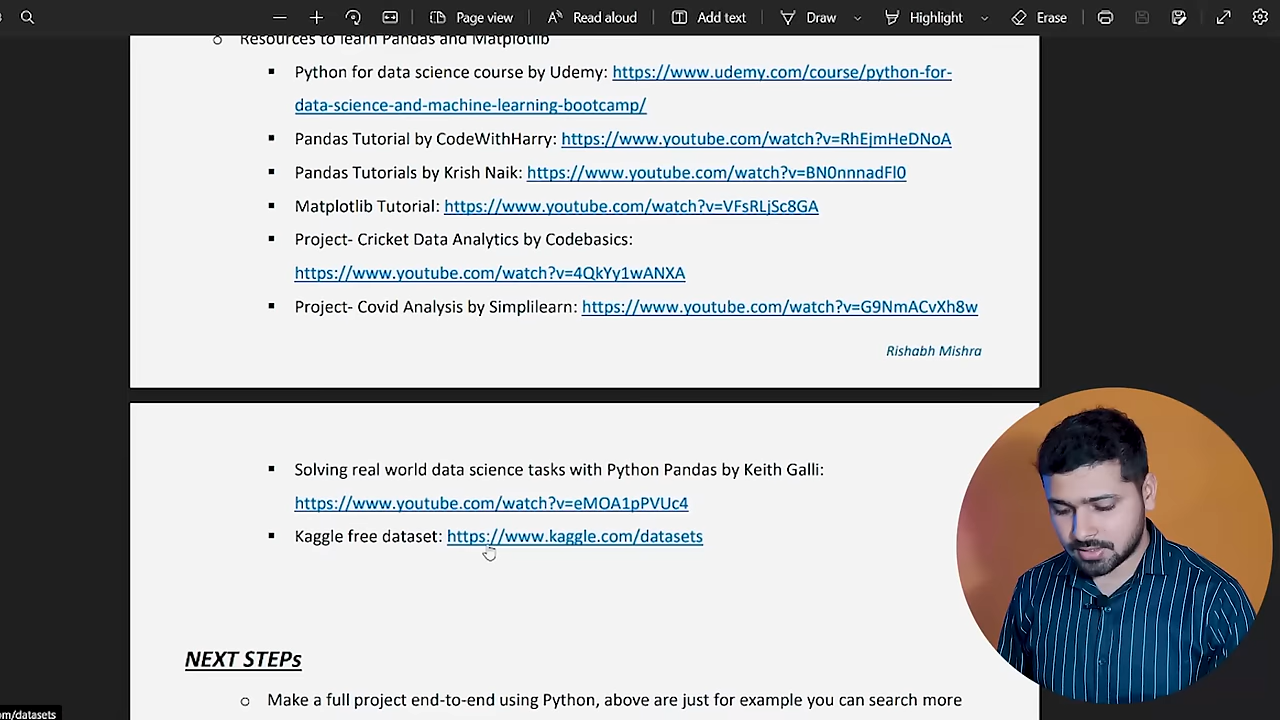 Page view
Read aloud
Add text
Draw
Highlight
Erase
Resources to learn Pandas and Matplotlib
Python for data science course by Udemy: https://www.udemy.com/course/python-for-
data-science-and-machine-learning-bootcamp/
Pandas Tutorial by CodeWithHarry: https://www.youtube.com/watch?v=RhEjmHeDNoA
Pandas Tutorials by Krish Naik: https://www.youtube.com/watch?v=BN0nnnadFl0
Matplotlib Tutorial: https://www.youtube.com/watch?v=VFsRLjSc8GA
Project- Cricket Data Analytics by Codebasics:
https://www.youtube.com/watch?v=4QkYy1wANXA
Project- Covid Analysis by Simplilearn: https://www.youtube.com/watch?v=G9NmACvXh8w
Rishabh Mishra
Solving real world data science tasks with Python Pandas by Keith Galli:
https://www.youtube.com/watch?v=eMOA1pPVUc4
Kaggle free dataset: https://www.kaggle.com/datasets
NEXT STEPs
Make a full project end-to-end using Python, above are just for example you can search more
om/datasets